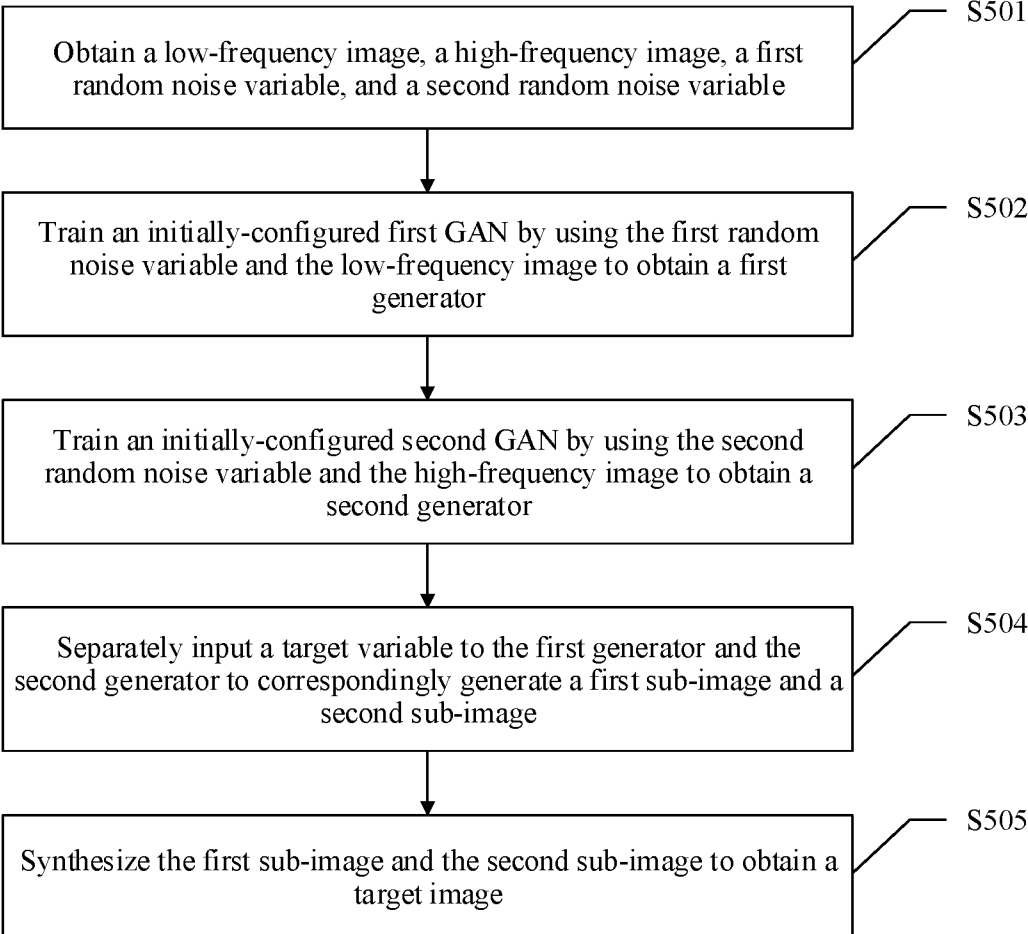 S501
Obtain a low-frequency image, a high-frequency image, a first
random noise variable, and a second random noise variable
S502
Train an initially-configured first GAN by using the first random
noise variable and the low-frequency image to obtain a first
generator
S503
Train an initially-configured second GAN by using the second
random noise variable and the high-frequency image to obtain a
second generator
S504
Separately input a target variable to the first generator and the
second generator to correspondingly generate a first sub-image and a
second sub-image
S505
Synthesize the first sub-image and the second sub-image to obtain a
target image